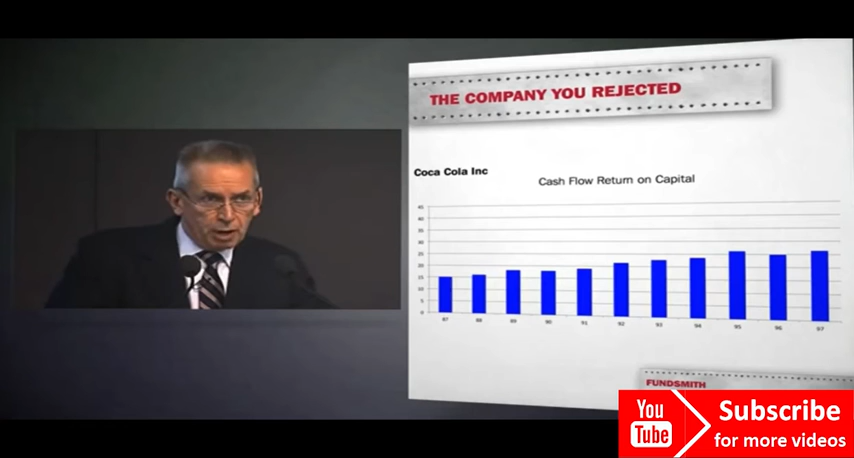 THE COMPANY YOU REJECTED
Coca Cola Inc
Cash Flow Return on Capital
45
40
35
30
25
20
15
10
5
0
87
88
89
90
91
92
93
94
95
96
97
FUNDSMITH
You
Tube
Subscribe
for more videos